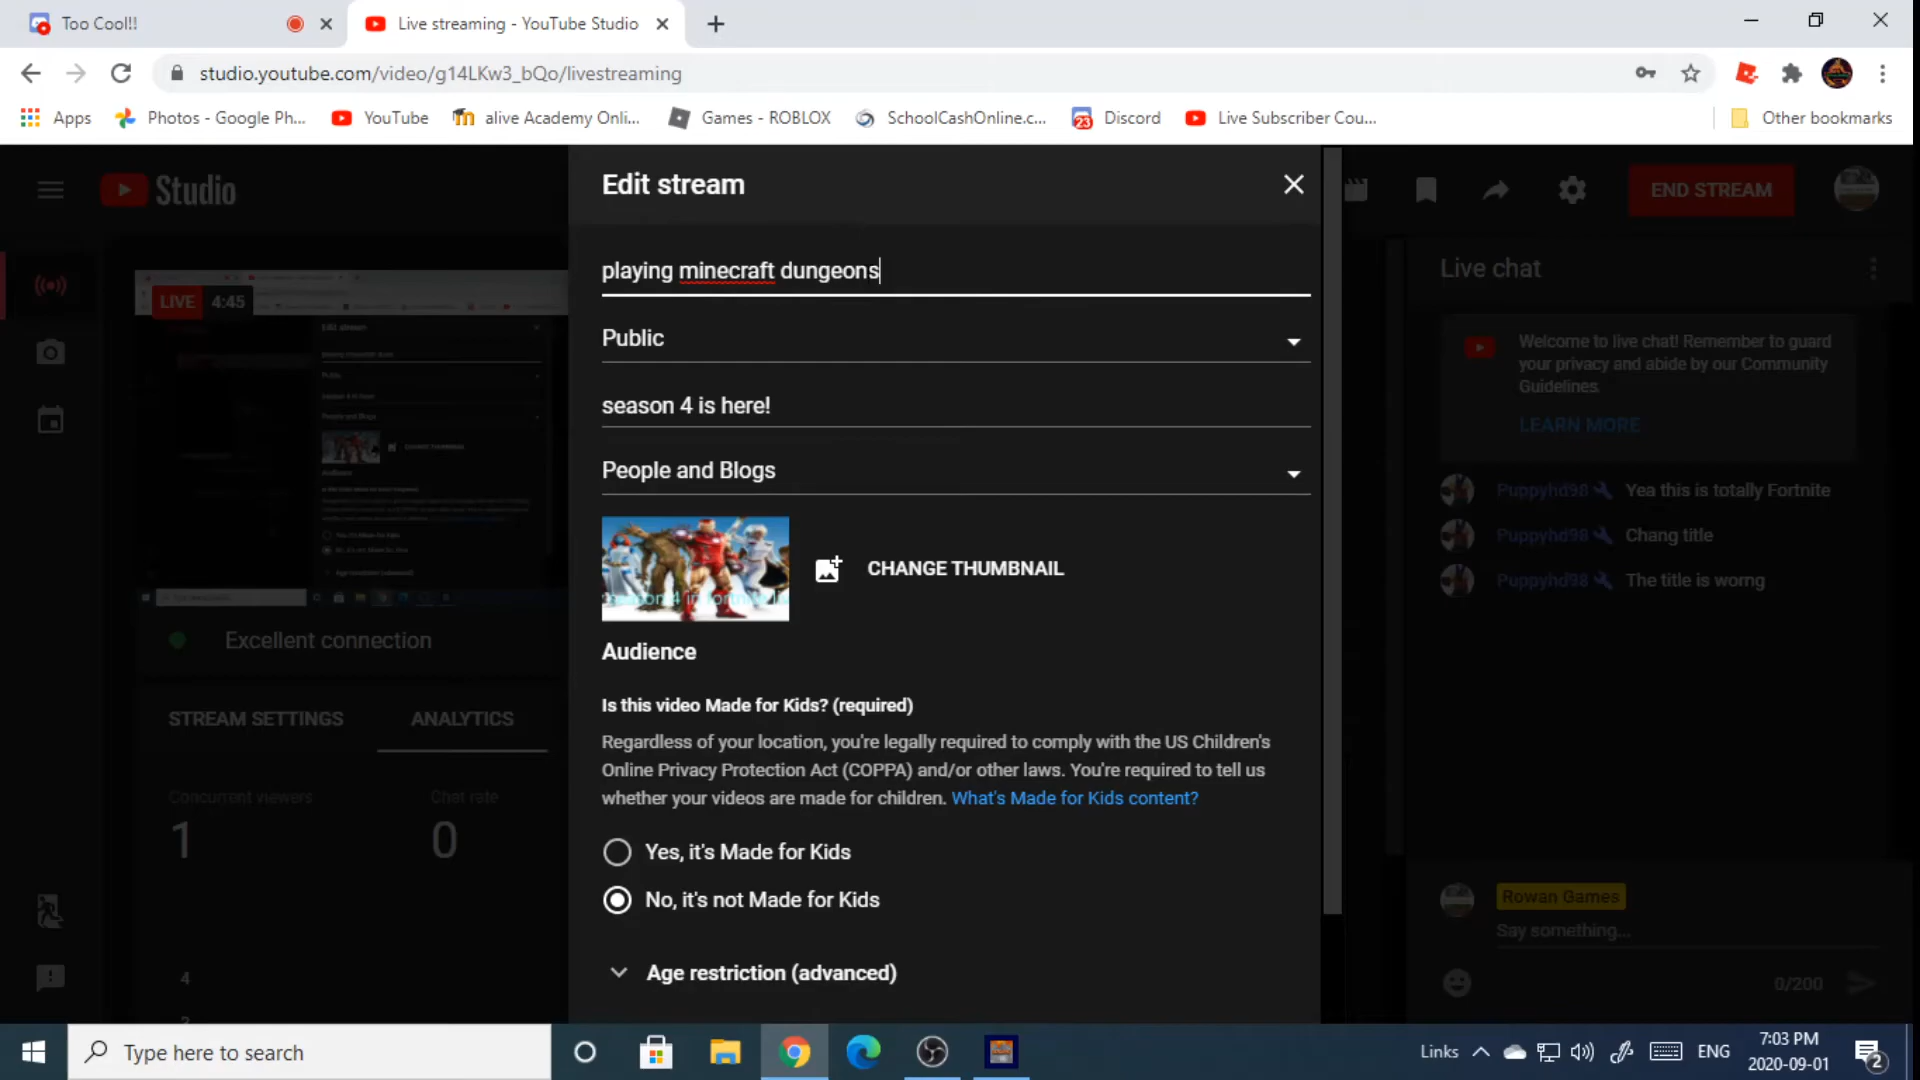 Too Cool!!
Live streaming - YouTube Studio
studio.youtube.com/video/g14LKw3_bQo/livestreaming
Apps
Photos - Google Ph...
YouTube
alive Academy Onli...
Games - ROBLOX
SchoolCashOnline.c...
23
Discord
Live Subscriber Cou...
Other bookmarks
Studio
END STREAM
LIVE 4:45
Excellent connection
STREAM SETTINGS
ANALYTICS
Concurrent viewers
Chat rate
1
0
4
Edit stream
playing minecraft dungeons
Public
season 4 is here!
People and Blogs
CHANGE THUMBNAIL
Audience
Is this video Made for Kids? (required)
Regardless of your location, you're legally required to comply with the US Children's
Online Privacy Protection Act (COPPA) and/or other laws. You're required to tell us
whether your videos are made for children. What's Made for Kids content?
Yes, it's Made for Kids
No, it's not Made for Kids
Age restriction (advanced)
Live chat
Welcome to live chat! Remember to guard
your privacy and abide by our Community
Guidelines.
LEARN MORE
Puppyhd98 Yea this is totally Fortnite
Puppyhd98 Chang title
Puppyhd98 The title is worng
Rowan Games
Say something...
0/200
Type here to search
Links
ENG
7:03 PM
2020-09-01
2